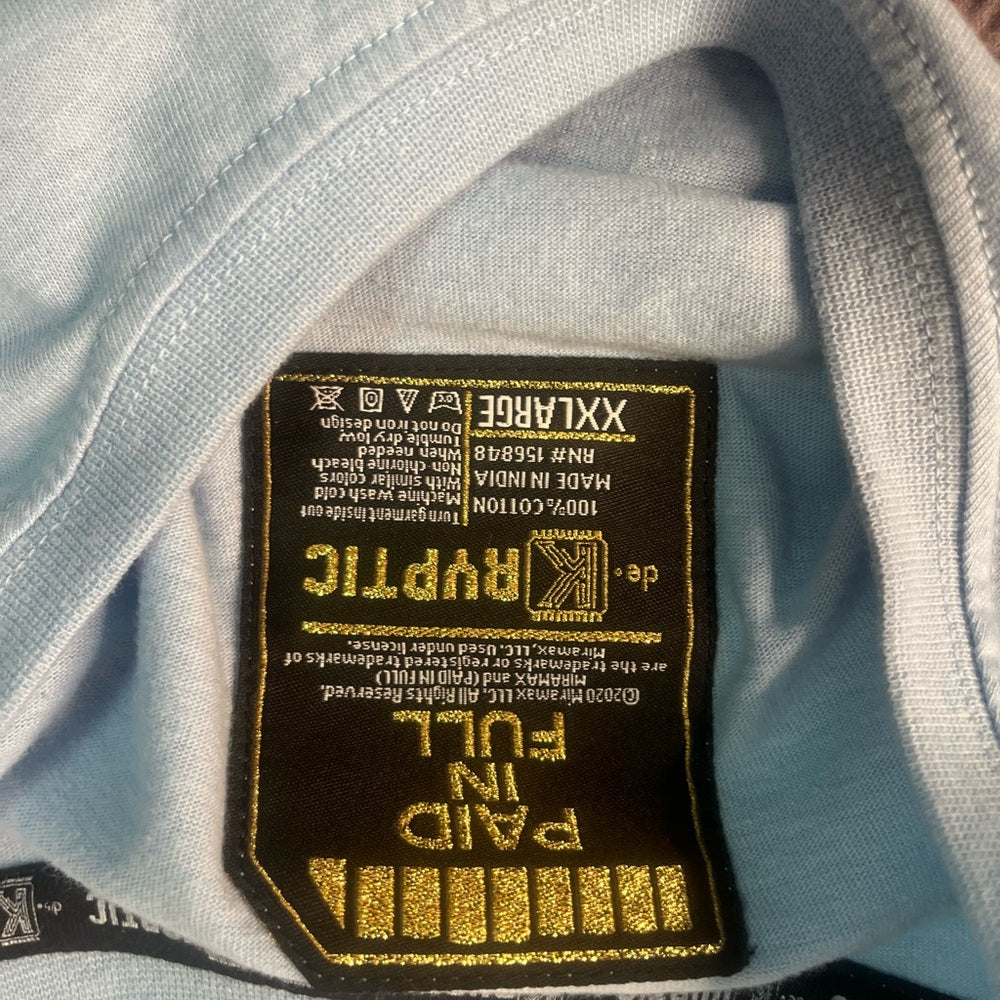 PAID
IN
FULL
©2020 Miramax LLC. All Rights Reserved.
MIRAMAX and (PAID IN FULL)
are the trademarks or registered trademarks of
Miramax, LLC. Used under license.
de• KRYPTIC
100% COTTON
MADE IN INDIA
RN# 156848
XXLARGE
Turn garment inside out
Machine wash cold
With similar colors
Non-chlorine bleach
When needed
Tumble dry low
Do not iron design
de• K
PTIC